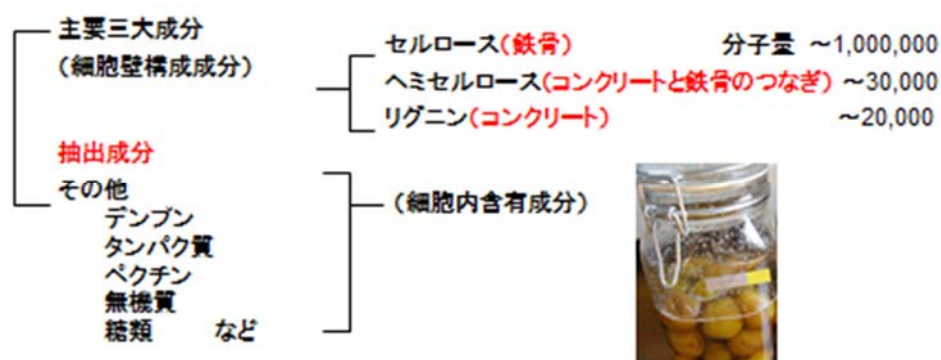 主要三大成分
(細胞壁構成成分)
セルロース(鉄骨) 分子量 ～1,000,000
ヘミセルロース(コンクリートと鉄骨のつなぎ) ～30,000
リグニン(コンクリート) ～20,000
抽出成分
その他
デンプン
タンパク質
ペクチン
無機質
糖類 など
(細胞内含有成分)